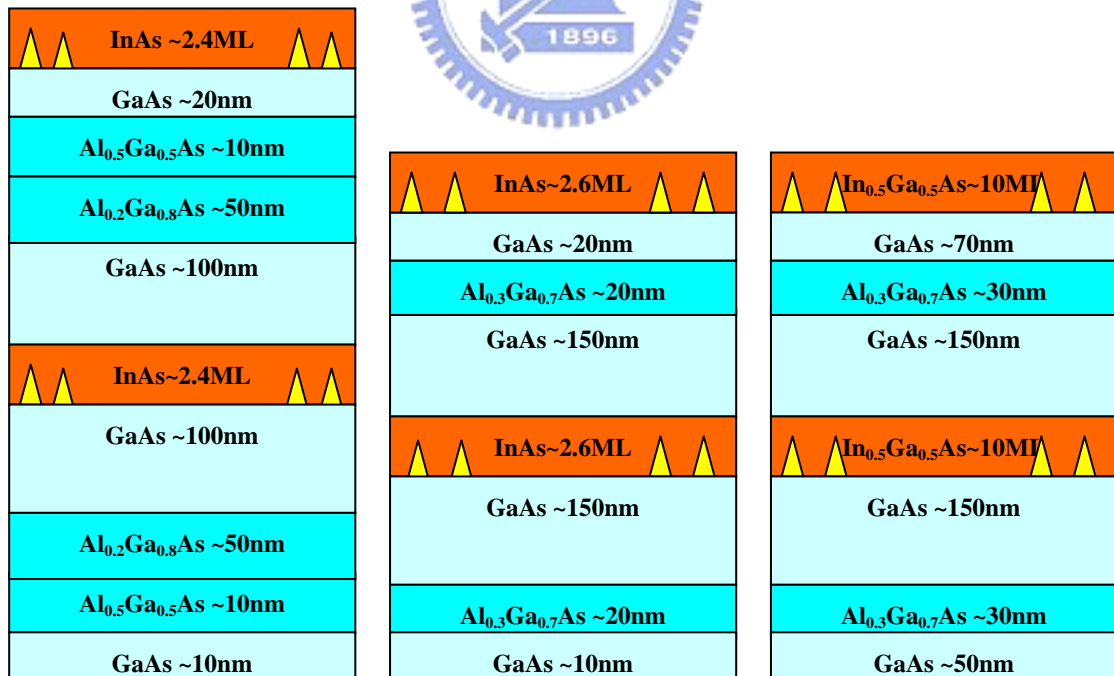 1896
InAs ~2.4ML
GaAs ~20nm
Al0.5Ga0.5As ~10nm
Al0.2Ga0.8As ~50nm
GaAs ~100nm
InAs~2.4ML
GaAs ~100nm
Al0.2Ga0.8As ~50nm
Al0.5Ga0.5As ~10nm
GaAs ~10nm
InAs~2.6ML
GaAs ~20nm
Al0.3Ga0.7As ~20nm
GaAs ~150nm
InAs~2.6ML
GaAs ~150nm
Al0.3Ga0.7As ~20nm
GaAs ~10nm
In0.5Ga0.5As~10ML
GaAs ~70nm
Al0.3Ga0.7As ~30nm
GaAs ~150nm
In0.5Ga0.5As~10ML
GaAs ~150nm
Al0.3Ga0.7As ~30nm
GaAs ~50nm